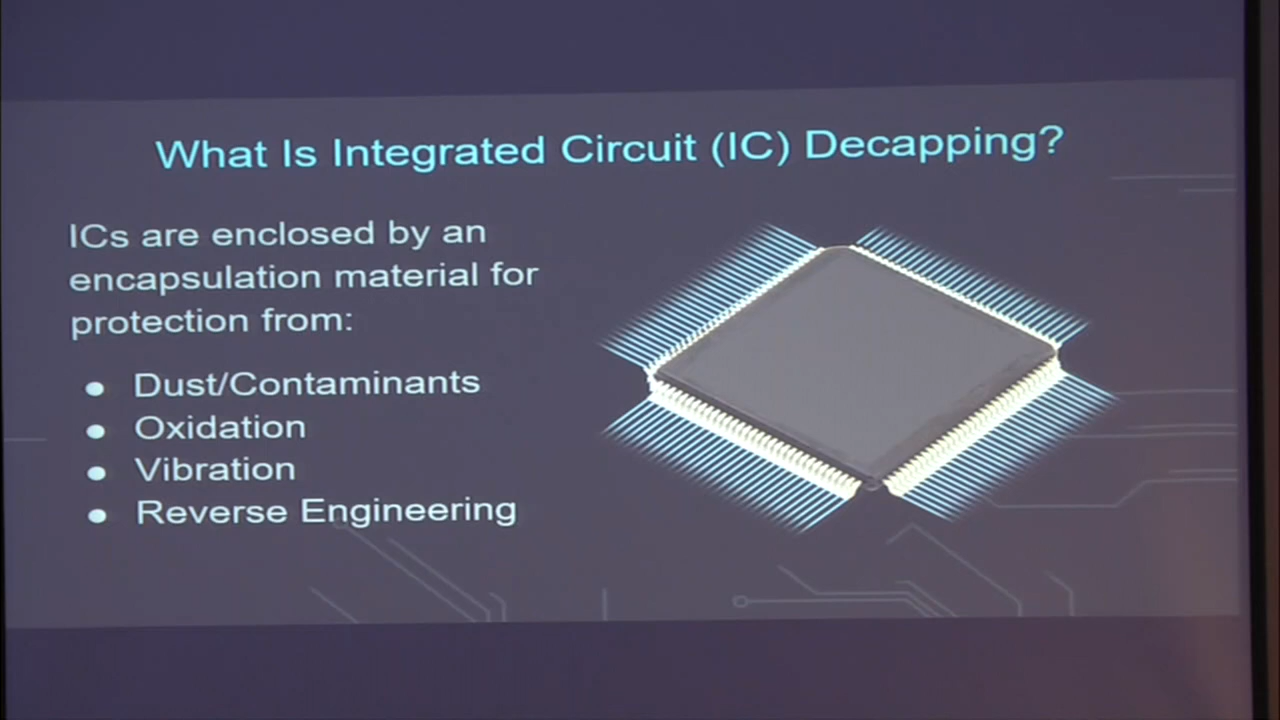 What Is Integrated Circuit (IC) Decapping?
ICs are enclosed by an
encapsulation material for
protection from:
● Dust/Contaminants
● Oxidation
● Vibration
● Reverse Engineering